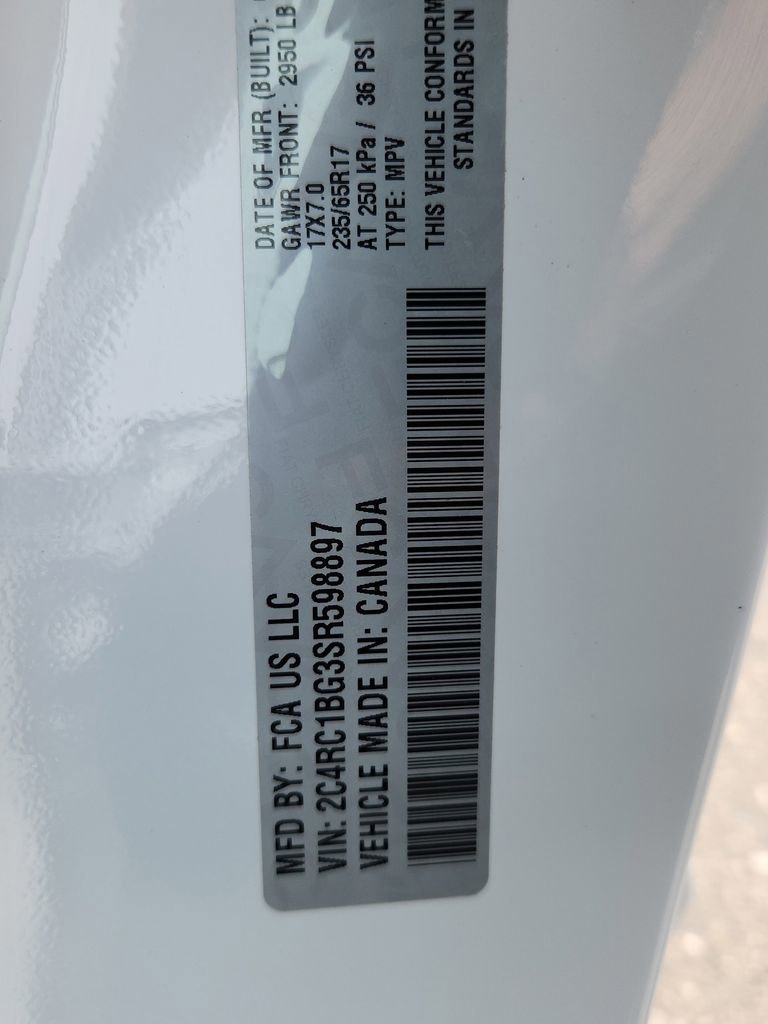 MFD BY: FCA US LLC
VIN: 2C4RC1BG3SR598897
VEHICLE MADE IN: CANADA
DATE OF MFR (BUILT):
GAWR FRONT: 2950 LB
17X7.0
235/65R17
AT 250 kPa / 36 PSI
TYPE: MPV
THIS VEHICLE CONFORM
STANDARDS IN